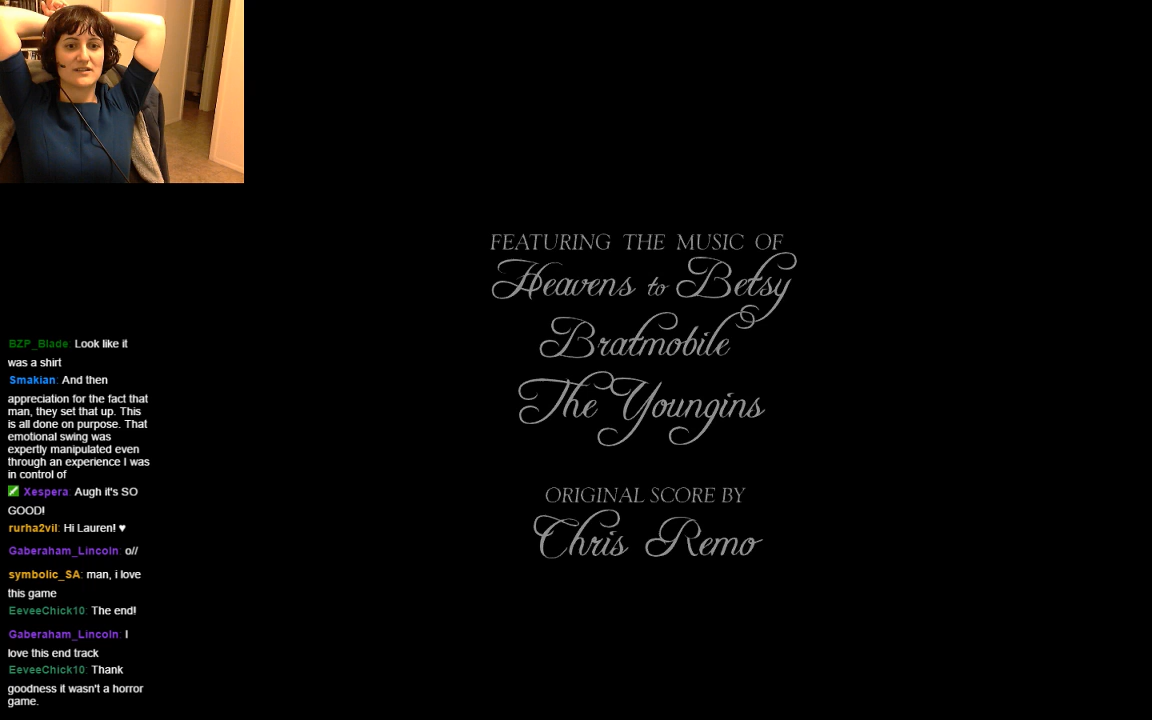 FEATURING THE MUSIC OF
Heavens to Betsy
Bratmobile
The Youngins
ORIGINAL SCORE BY
Chris Remo
BZP_Blade: Look like it
was a shirt
Smakian: And then
appreciation for the fact that
man, they set that up. This
is all done on purpose. That
emotional swing was
expertly manipulated even
through an experience I was
in control of
Xespera: Augh it's SO
GOOD!
rurha2vil: Hi Lauren! ♥
Gaberaham_Lincoln: o//
symbolic_SA: man, i love
this game
EeveeChick10: The end!
Gaberaham_Lincoln: I
love this end track
EeveeChick10: Thank
goodness it wasn't a horror
game.